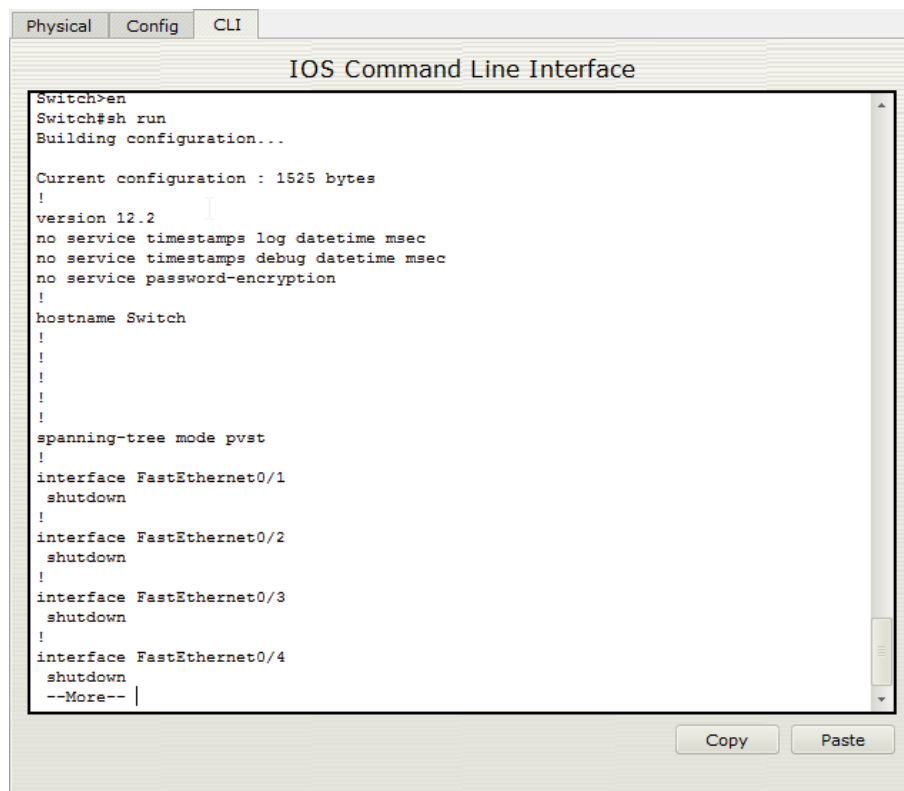 Physical Config CLI
IOS Command Line Interface
Switch>en
Switch#sh run
Building configuration...
Current configuration : 1525 bytes
!
version 12.2
no service timestamps log datetime msec
no service timestamps debug datetime msec
no service password-encryption
!
hostname Switch
!
!
!
!
!
spanning-tree mode pvst
!
interface FastEthernet0/1
shutdown
!
interface FastEthernet0/2
shutdown
!
interface FastEthernet0/3
shutdown
!
interface FastEthernet0/4
shutdown
--More--
Copy Paste